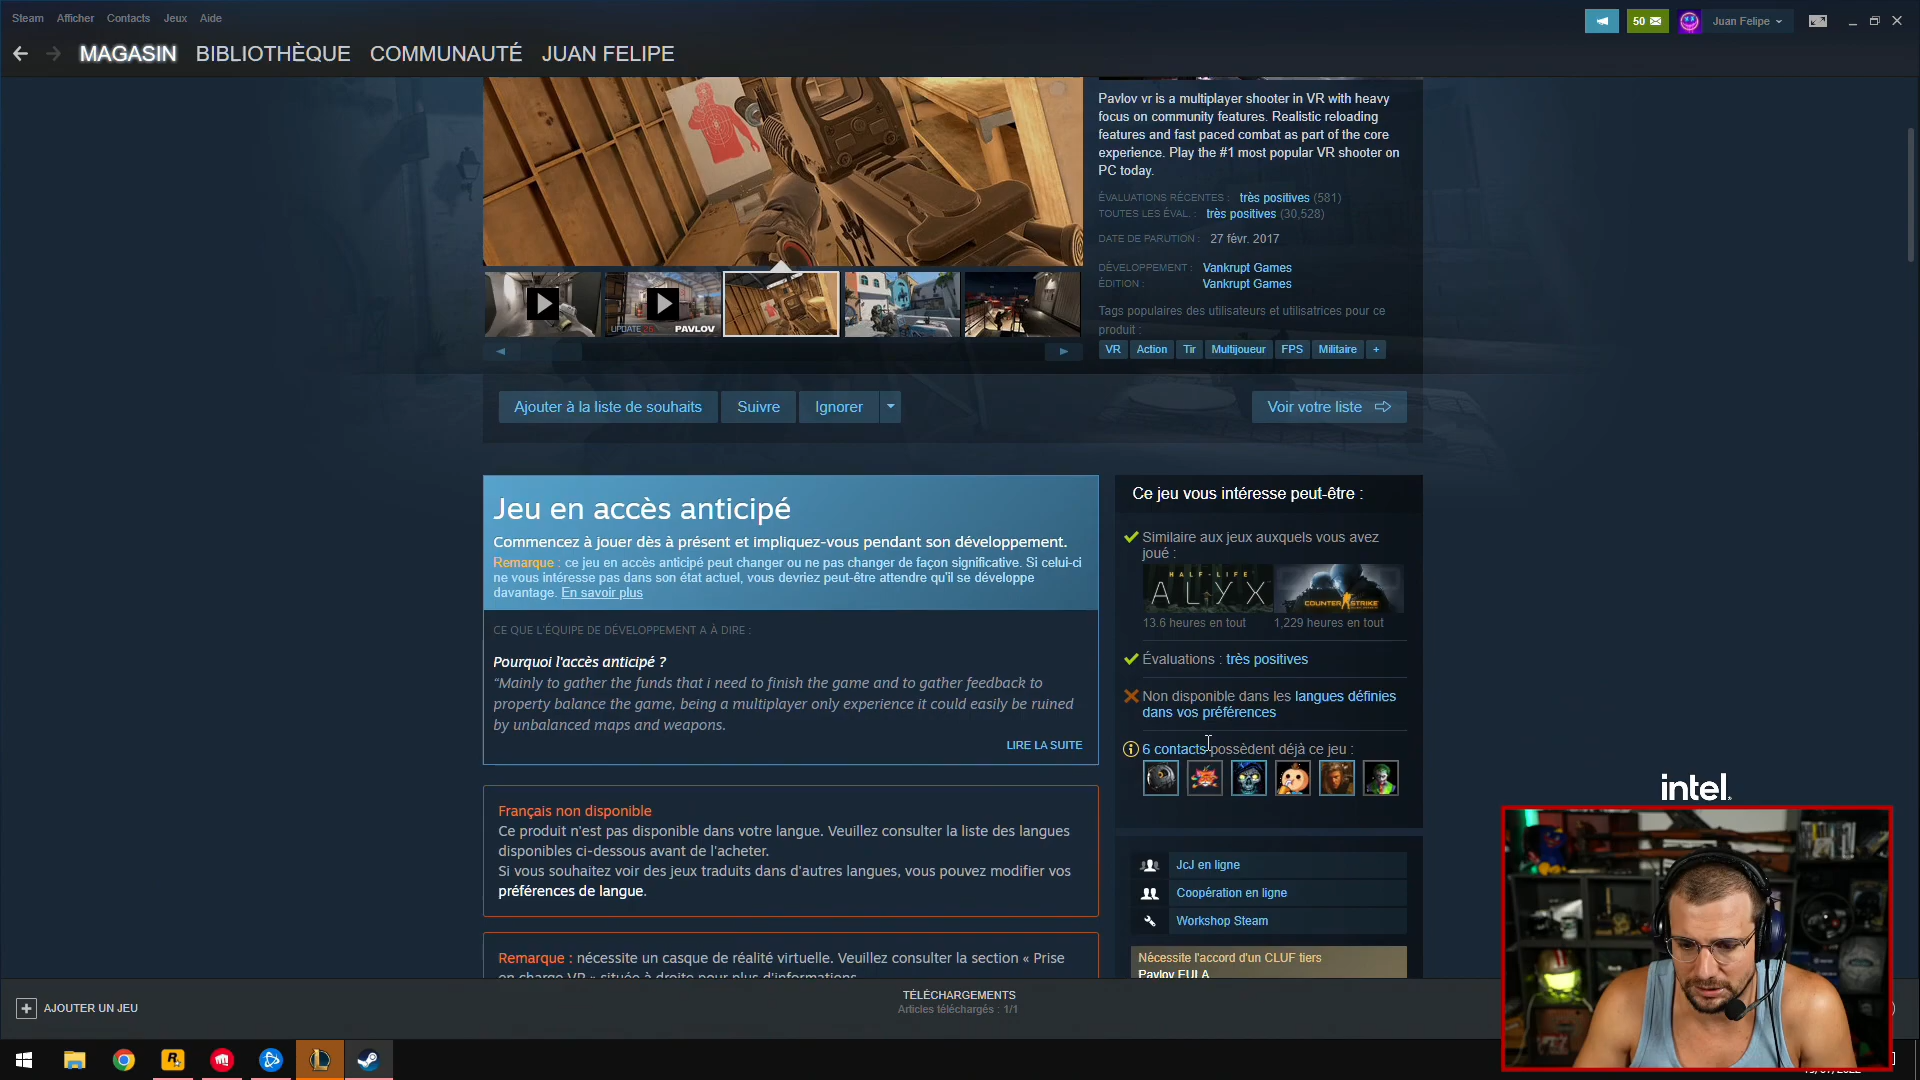 Steam Afficher Contacts Jeux Aide
50
Juan Felipe
MAGASIN BIBLIOTHÈQUE COMMUNAUTÉ JUAN FELIPE
Pavlov vr is a multiplayer shooter in VR with heavy
focus on community features. Realistic reloading
features and fast paced combat as part of the core
experience. Play the #1 most popular VR shooter on
PC today.
ÉVALUATIONS RÉCENTES : très positives (581)
TOUTES LES ÉVAL. : très positives (30,528)
DATE DE PARUTION : 27 févr. 2017
DÉVELOPPEMENT : Vankrupt Games
ÉDITION : Vankrupt Games
Tags populaires des utilisateurs et utilisatrices pour ce
produit :
VR Action Tir Multijoueur FPS Militaire +
UPDATE PAVLOV
Ajouter à la liste de souhaits
Suivre
Ignorer
Voir votre liste
Jeu en accès anticipé
Commencez à jouer dès à présent et impliquez-vous pendant son développement.
Remarque : ce jeu en accès anticipé peut changer ou ne pas changer de façon significative. Si celui-ci
ne vous intéresse pas dans son état actuel, vous devriez peut-être attendre qu'il se développe
davantage. En savoir plus
CE QUE L'ÉQUIPE DE DÉVELOPPEMENT A À DIRE :
Pourquoi l'accès anticipé ?
“Mainly to gather the funds that i need to finish the game and to gather feedback to
property balance the game, being a multiplayer only experience it could easily be ruined
by unbalanced maps and weapons.
LIRE LA SUITE
Français non disponible
Ce produit n'est pas disponible dans votre langue. Veuillez consulter la liste des langues
disponibles ci-dessous avant de l'acheter.
Si vous souhaitez voir des jeux traduits dans d'autres langues, vous pouvez modifier vos
préférences de langue.
Remarque : nécessite un casque de réalité virtuelle. Veuillez consulter la section « Prise
en charge VR » située à droite pour plus d'informations.
Ce jeu vous intéresse peut-être :
Similaire aux jeux auxquels vous avez
joué :
HALF-LIFE
ALYX
COUNTER STRIKE
13.6 heures en tout
1,229 heures en tout
Évaluations : très positives
Non disponible dans les langues définies
dans vos préférences
6 contacts possèdent déjà ce jeu :
JcJ en ligne
Coopération en ligne
Workshop Steam
Nécessite l'accord d'un CLUF tiers
Pavlov EULA
intel.
AJOUTER UN JEU
TÉLÉCHARGEMENTS
Articles téléchargés : 1/1